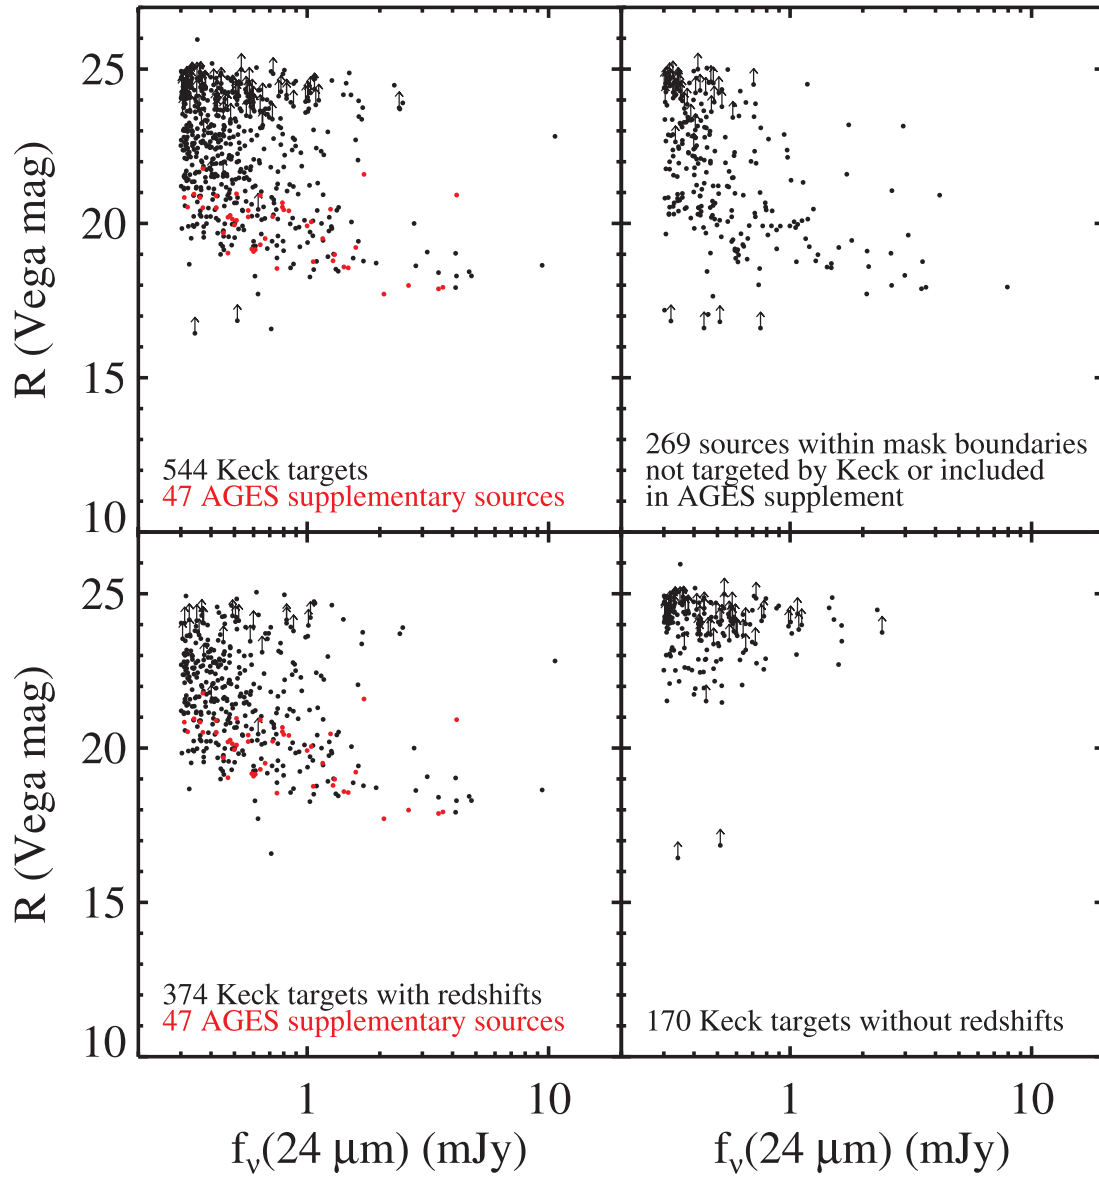 25
20
15
10
R (Vega mag)
544 Keck targets
47 AGES supplementary sources
269 sources within mask boundaries
not targeted by Keck or included
in AGES supplement
25
20
15
10
R (Vega mag)
374 Keck targets with redshifts
47 AGES supplementary sources
170 Keck targets without redshifts
1 10
1 10
fν(24 μm) (mJy)
fν(24 μm) (mJy)